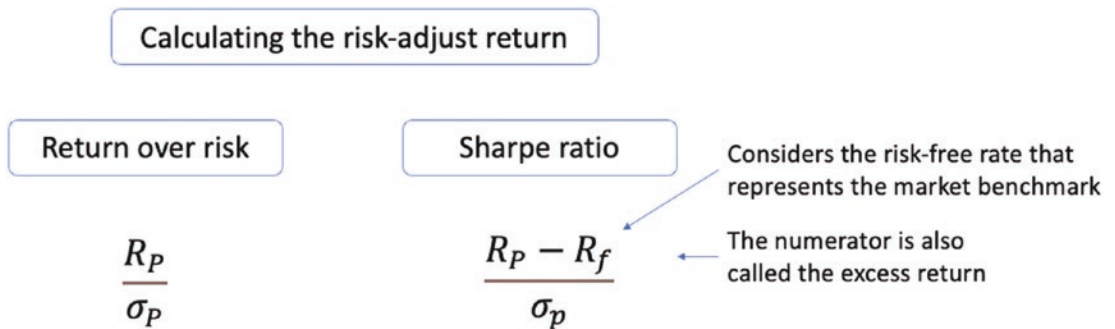 Calculating the risk-adjust return
Return over risk
Sharpe ratio
Considers the risk-free rate that
represents the market benchmark
R_P
σ_P
R_P − R_f
σ_p
The numerator is also
called the excess return